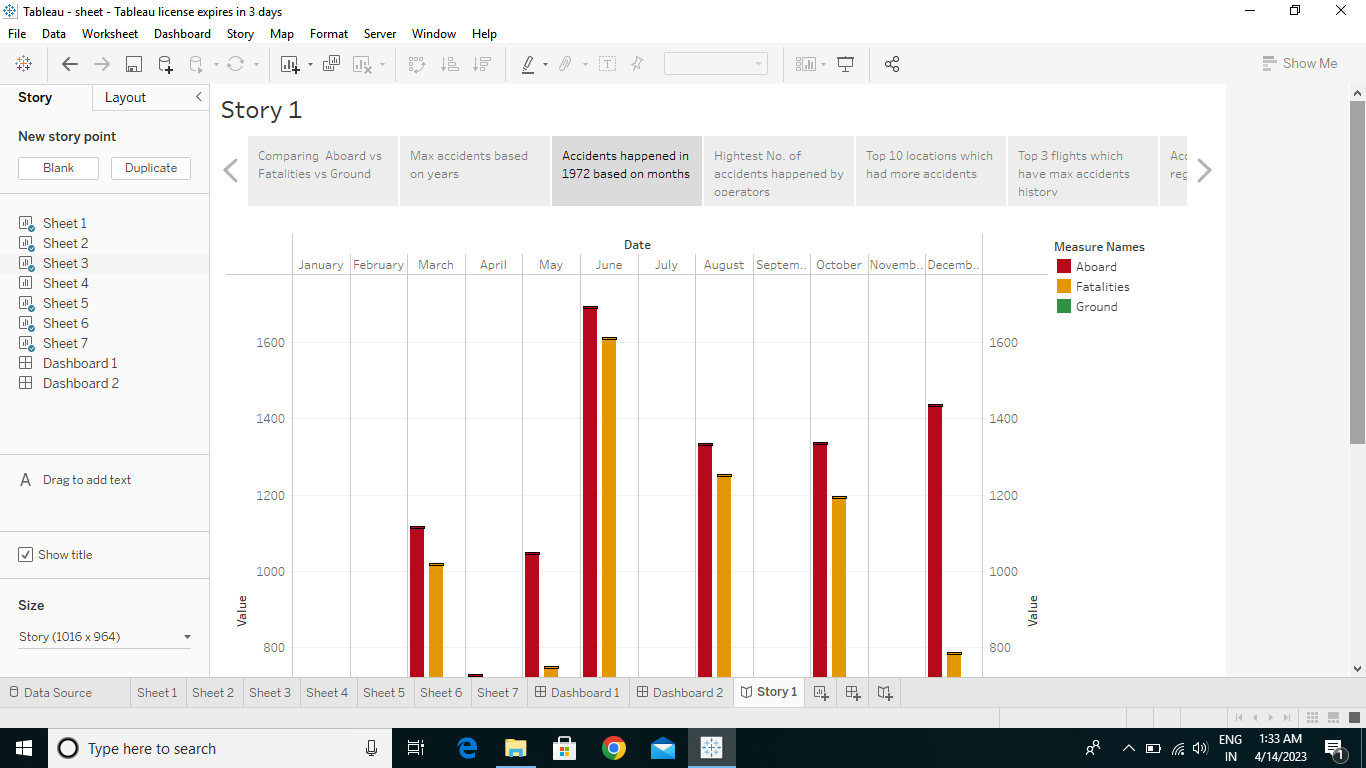 Tableau - sheet - Tableau license expires in 3 days
File Data Worksheet Dashboard Story Map Format Server Window Help
Show Me
Story Layout
New story point
Blank Duplicate
Sheet 1
Sheet 2
Sheet 3
Sheet 4
Sheet 5
Sheet 6
Sheet 7
Dashboard 1
Dashboard 2
A Drag to add text
Show title
Size
Story (1016 x 964)
Story 1
Comparing Aboard vs
Fatalities vs Ground
Max accidents based
on years
Accidents happened in
1972 based on months
Hightest No. of
accidents happened by
operators
Top 10 locations which
had more accidents
Top 3 flights which
have max accidents
history
Acc
reg
Date
January February March April May June July August Septem.. October Novemb.. Decemb..
1600
1400
1200
1000
800
Value
1600
1400
1200
1000
800
Value
Measure Names
Aboard
Fatalities
Ground
Data Source Sheet 1 Sheet 2 Sheet 3 Sheet 4 Sheet 5 Sheet 6 Sheet 7 Dashboard 1 Dashboard 2 Story 1
Type here to search
ENG
IN
1:33 AM
4/14/2023
1